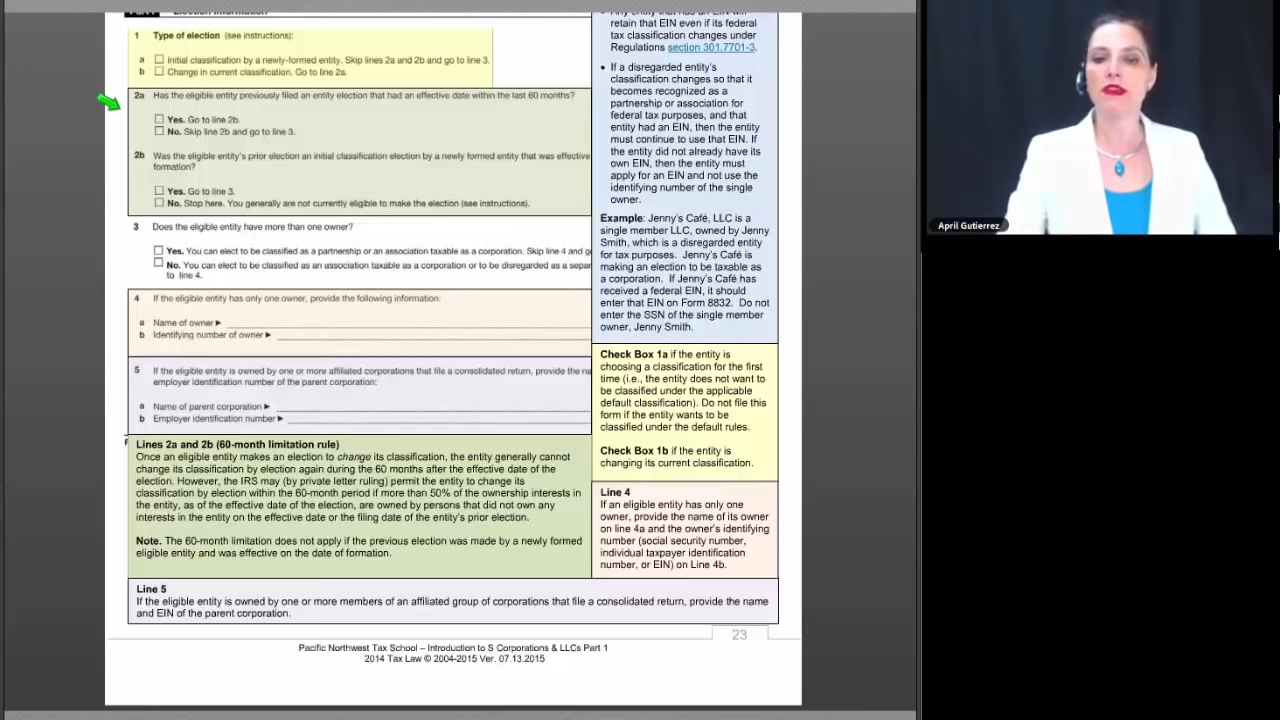 Election Information
1 Type of election (see instructions):
a ☐ Initial classification by a newly-formed entity. Skip lines 2a and 2b and go to line 3.
b ☐ Change in current classification. Go to line 2a.
2a Has the eligible entity previously filed an entity election that had an effective date within the last 60 months?
☐ Yes. Go to line 2b.
☐ No. Skip line 2b and go to line 3.
2b Was the eligible entity's prior election an initial classification election by a newly formed entity that was effective
formation?
☐ Yes. Go to line 3.
☐ No. Stop here. You generally are not currently eligible to make the election (see instructions).
3 Does the eligible entity have more than one owner?
☐ Yes. You can elect to be classified as a partnership or an association taxable as a corporation. Skip line 4 and g
☐ No. You can elect to be classified as an association taxable as a corporation or to be disregarded as a separ
to line 4.
4 If the eligible entity has only one owner, provide the following information:
a Name of owner ►
b Identifying number of owner ►
5 If the eligible entity is owned by one or more affiliated corporations that file a consolidated return, provide the na
employer identification number of the parent corporation:
a Name of parent corporation ►
b Employer identification number ►
Lines 2a and 2b (60-month limitation rule)
Once an eligible entity makes an election to change its classification, the entity generally cannot
change its classification by election again during the 60 months after the effective date of the
election. However, the IRS may (by private letter ruling) permit the entity to change its
classification by election within the 60-month period if more than 50% of the ownership interests in
the entity, as of the effective date of the election, are owned by persons that did not own any
interests in the entity on the effective date or the filing date of the entity's prior election.
Note. The 60-month limitation does not apply if the previous election was made by a newly formed
eligible entity and was effective on the date of formation.
retain that EIN even if its federal
tax classification changes under
Regulations section 301.7701-3.
• If a disregarded entity's
classification changes so that it
becomes recognized as a
partnership or association for
federal tax purposes, and that
entity had an EIN, then the entity
must continue to use that EIN. If
the entity did not already have its
own EIN, then the entity must
apply for an EIN and not use the
identifying number of the single
owner.
Example: Jenny's Café, LLC is a
single member LLC, owned by Jenny
Smith, which is a disregarded entity
for tax purposes. Jenny's Café is
making an election to be taxable as
a corporation. If Jenny's Café has
received a federal EIN, it should
enter that EIN on Form 8832. Do not
enter the SSN of the single member
owner, Jenny Smith.
Check Box 1a if the entity is
choosing a classification for the first
time (i.e., the entity does not want to
be classified under the applicable
default classification). Do not file this
form if the entity wants to be
classified under the default rules.
Check Box 1b if the entity is
changing its current classification.
Line 4
If an eligible entity has only one
owner, provide the name of its owner
on line 4a and the owner's identifying
number (social security number,
individual taxpayer identification
number, or EIN) on Line 4b.
Line 5
If the eligible entity is owned by one or more members of an affiliated group of corporations that file a consolidated return, provide the name
and EIN of the parent corporation.
23
Pacific Northwest Tax School – Introduction to S Corporations & LLCs Part 1
2014 Tax Law © 2004-2015 Ver. 07.13.2015
April Gutierrez